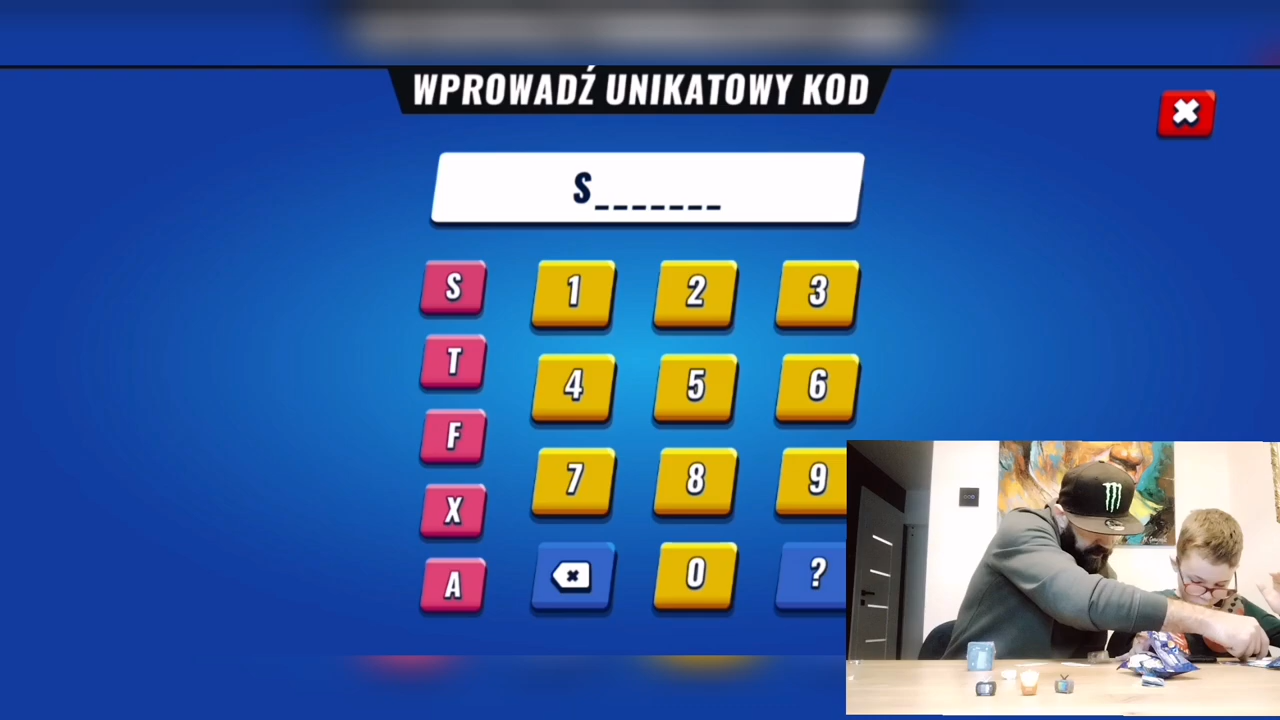 WPROWADŹ UNIKATOWY KOD
S_______
S 1 2 3
T 4 5 6
F 7 8 9
X
A 0 ?